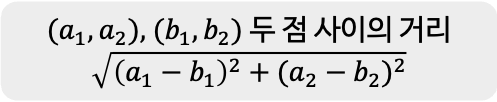 (a₁, a₂), (b₁, b₂) 두 점 사이의 거리
√((a₁ − b₁)² + (a₂ − b₂)²)